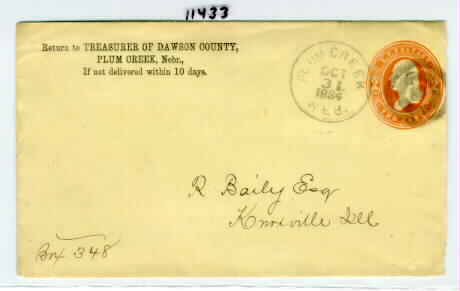 11433
Return to TREASURER OF DAWSON COUNTY,
PLUM CREEK, Nebr.,
If not delivered within 10 days.
PLUM CREEK
OCT
31
NEB.
R Baily Esq
Knoxville Ill
Box 348